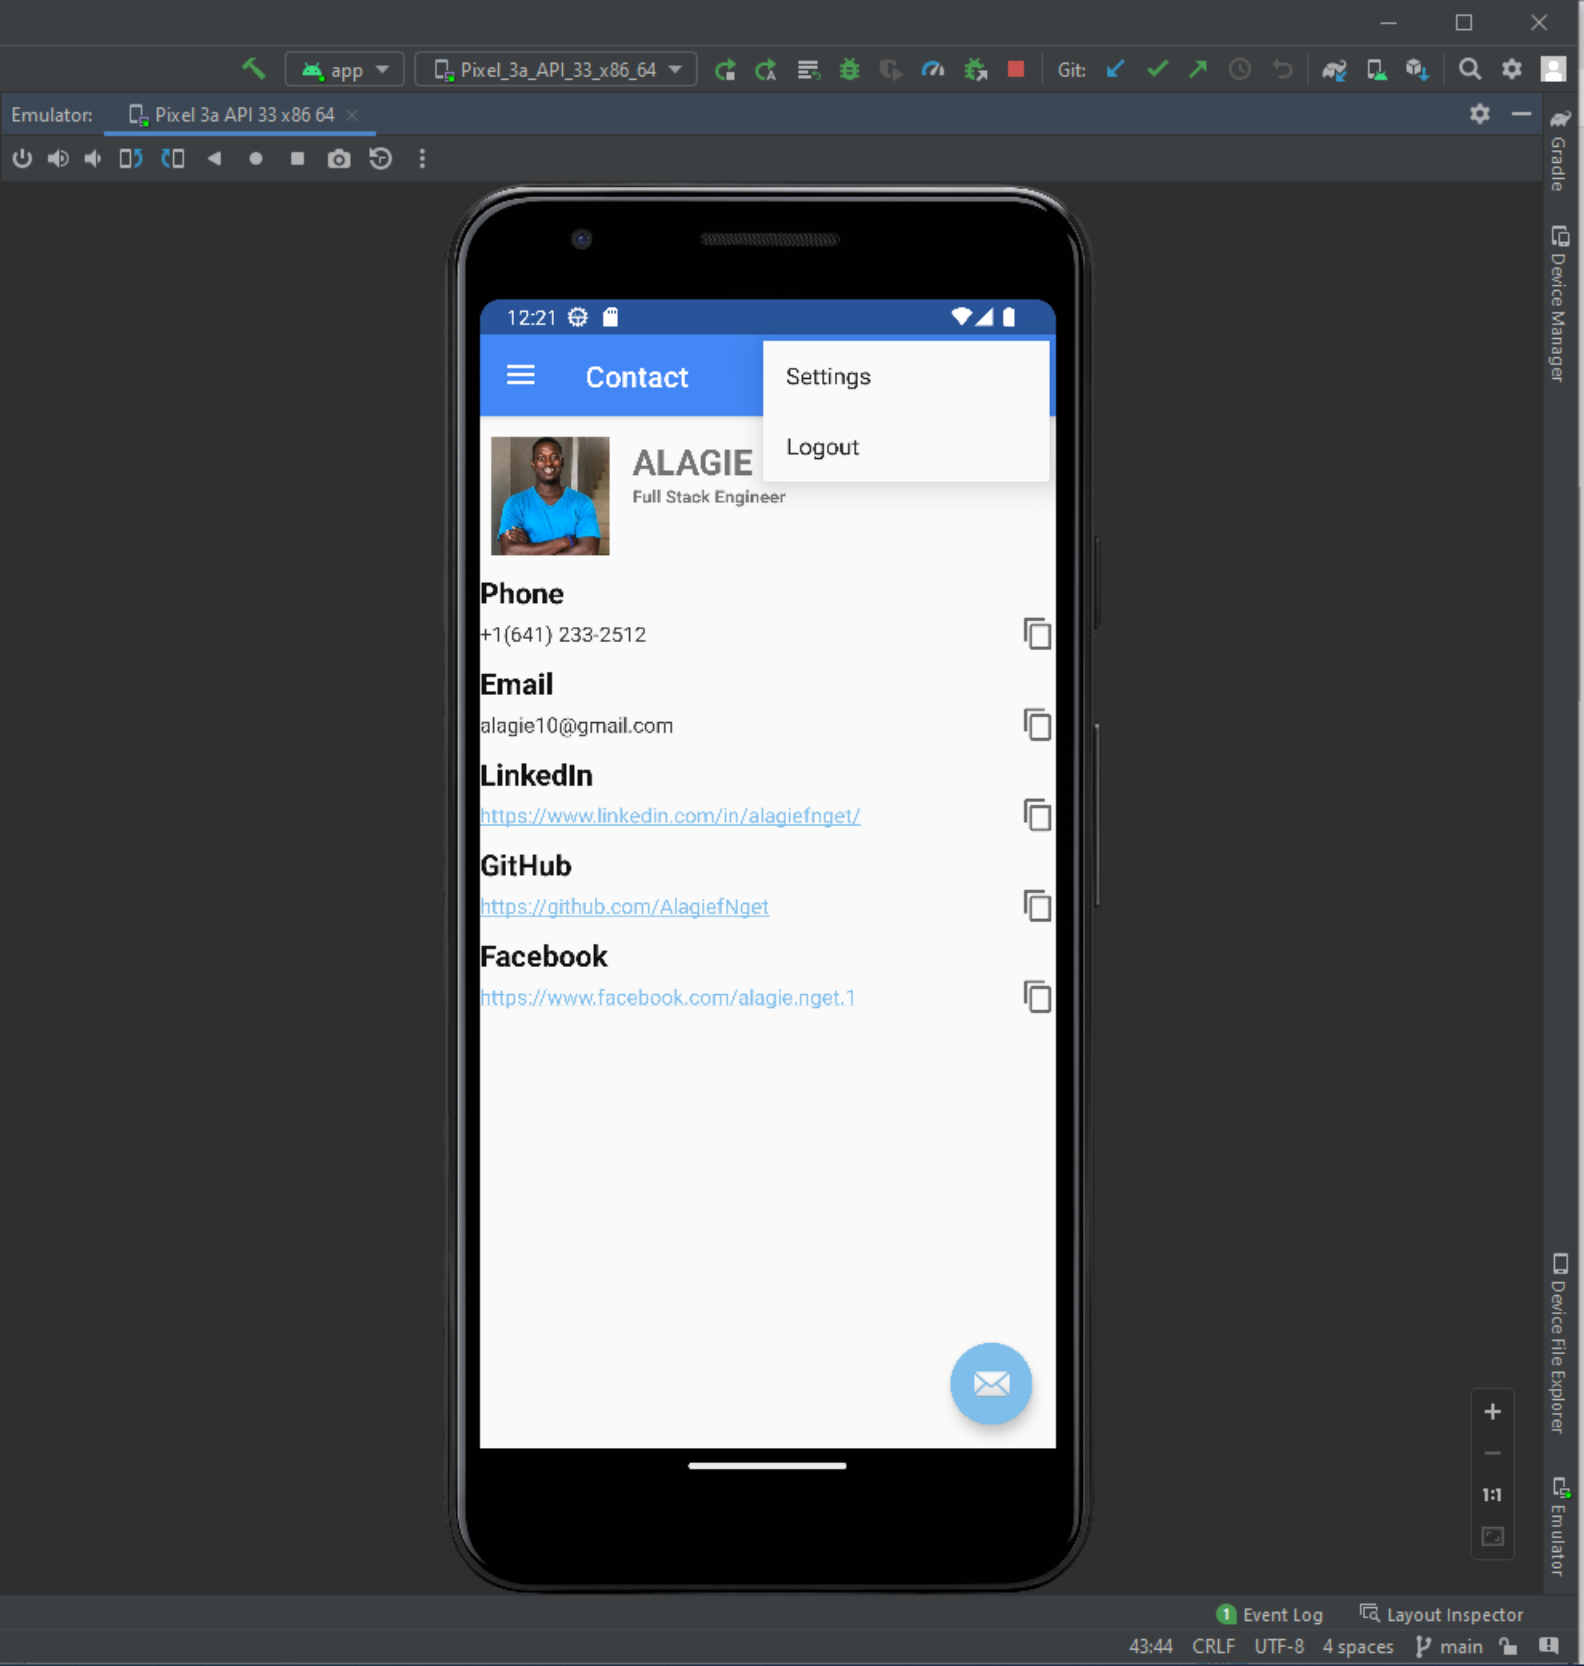 app
Pixel_3a_API_33_x86_64
Git:
Emulator:
Pixel 3a API 33 x86 64
Gradle
Device Manager
12:21
Contact
Settings
Logout
ALAGIE
Full Stack Engineer
Phone
+1(641) 233-2512
Email
alagie10@gmail.com
LinkedIn
https://www.linkedin.com/in/alagiefnget/
GitHub
https://github.com/AlagiefNget
Facebook
https://www.facebook.com/alagie.nget.1
Device File Explorer
1:1
Emulator
1 Event Log
Layout Inspector
43:44 CRLF UTF-8 4 spaces main